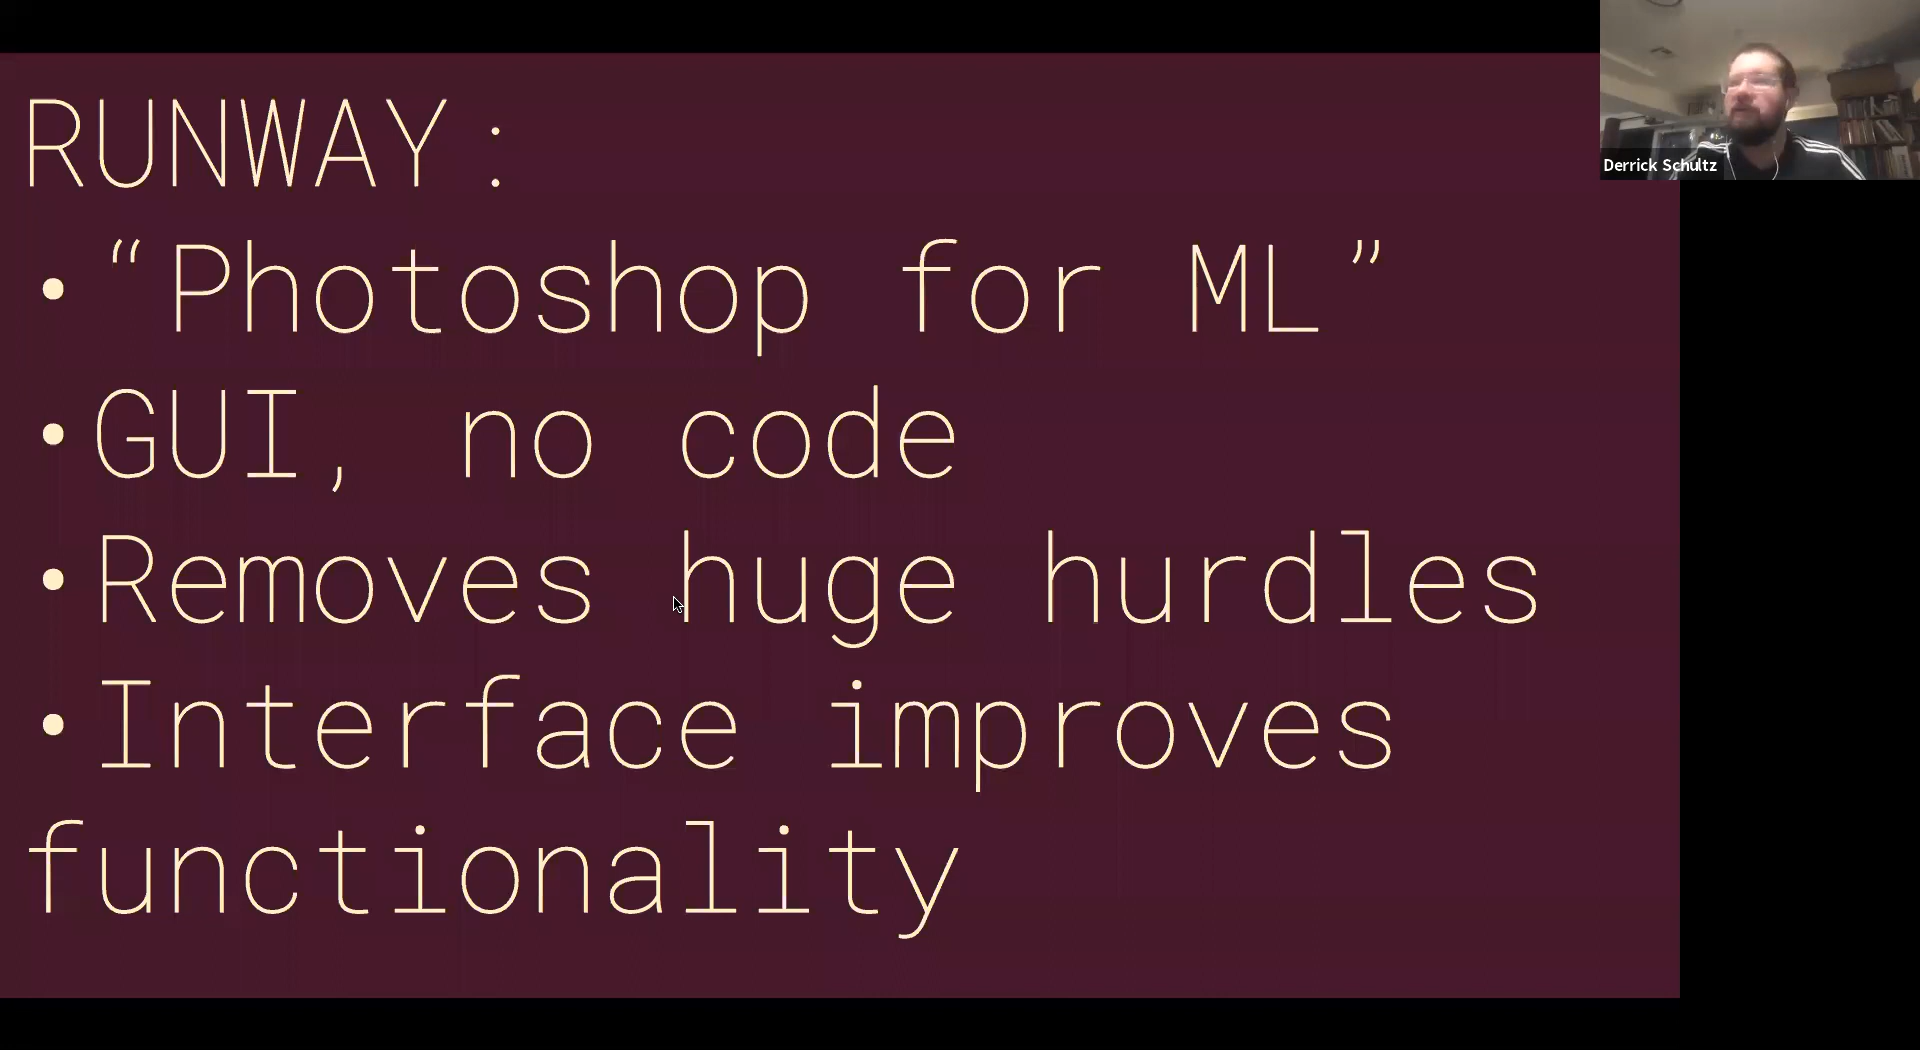 RUNWAY:
•“Photoshop for ML”
•GUI, no code
•Removes huge hurdles
•Interface improves
functionality
Derrick Schultz